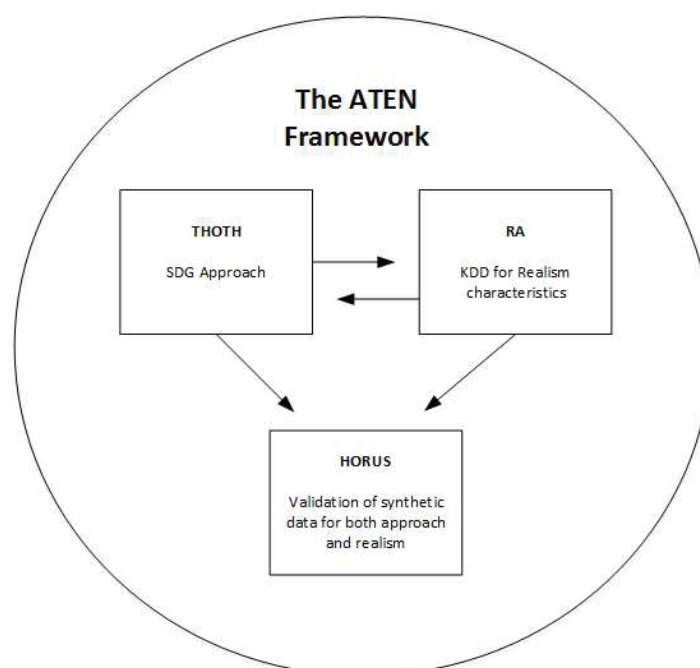 The ATEN
Framework
THOTH
SDG Approach
RA
KDD for Realism
characteristics
HORUS
Validation of synthetic
data for both approach
and realism